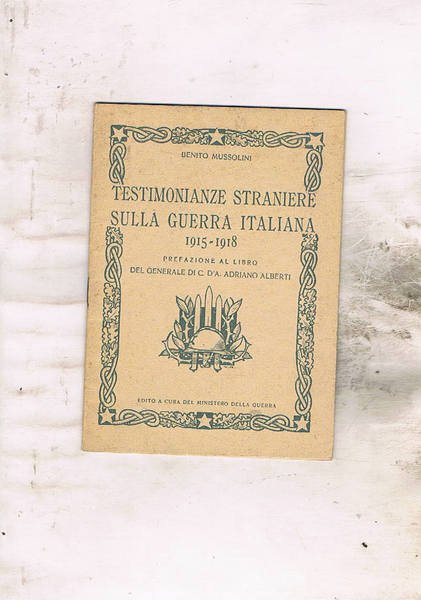 BENITO MUSSOLINI
TESTIMONIANZE STRANIERE
SULLA GUERRA ITALIANA
1915-1918
PREFAZIONE AL LIBRO
DEL GENERALE DI C. D'A. ADRIANO ALBERTI
EDITO A CURA DEL MINISTERO DELLA GUERRA